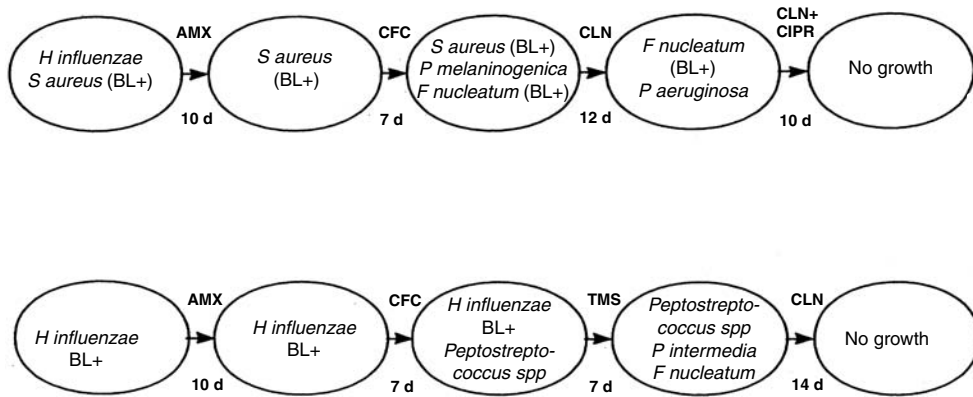 AMX
CFC
CLN
CLN+
CIPR
H influenzae
S aureus (BL+)
S aureus
(BL+)
S aureus (BL+)
P melaninogenica
F nucleatum (BL+)
F nucleatum
(BL+)
P aeruginosa
No growth
10 d
7 d
12 d
10 d
AMX
CFC
TMS
CLN
H influenzae
BL+
H influenzae
BL+
H influenzae
BL+
Peptostrepto-
coccus spp
Peptostrepto-
coccus spp
P intermedia
F nucleatum
No growth
10 d
7 d
7 d
14 d